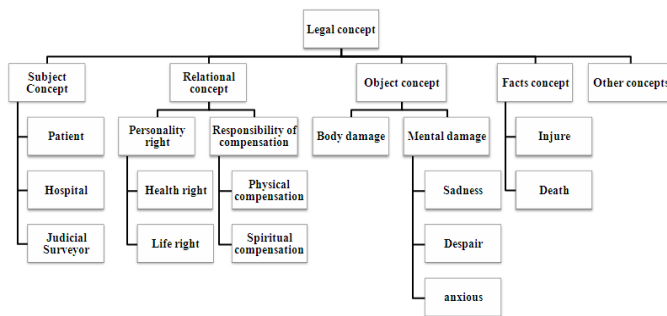 Legal concept
Subject
Concept
Relational
concept
Object concept
Facts concept
Other concepts
Patient
Hospital
Judicial
Surveyor
Personality
right
Responsibility of
compensation
Health right
Life right
Physical
compensation
Spiritual
compensation
Body damage
Mental damage
Sadness
Despair
anxious
Injure
Death